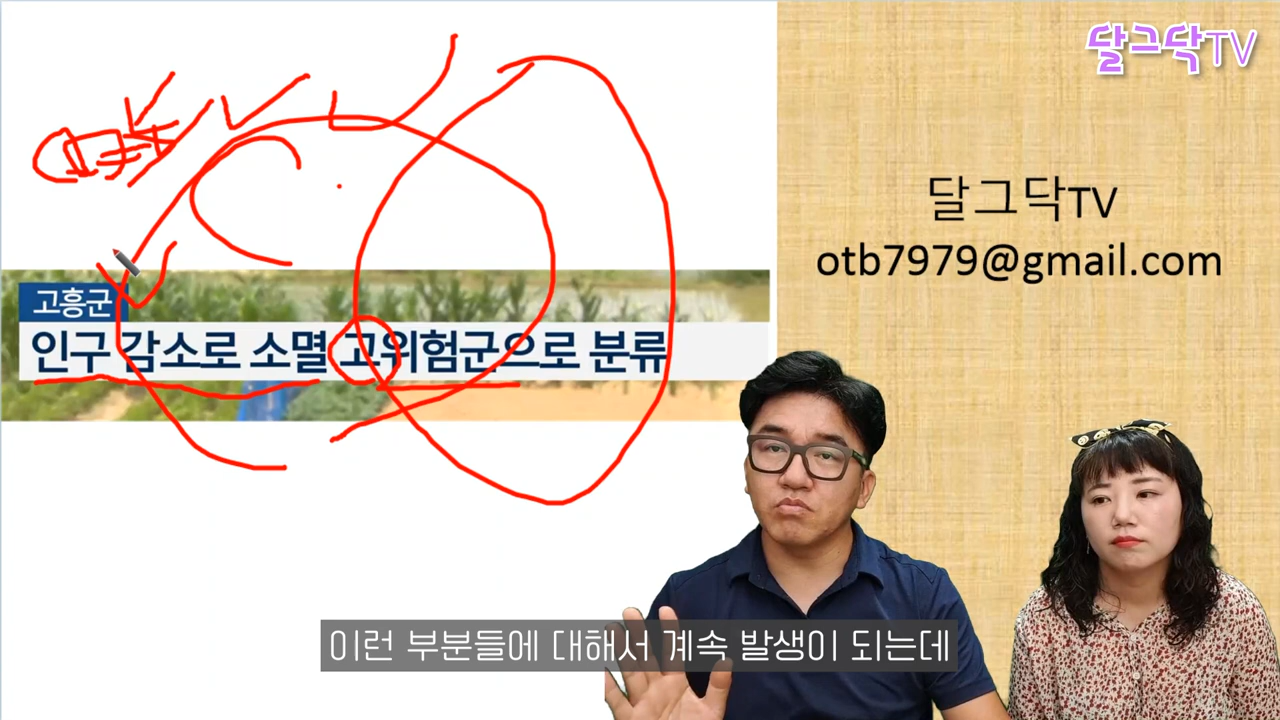 달그닥TV
달그닥TV
otb7979@gmail.com
고흥군
인구 감소로 소멸 고위험군으로 분류
이런 부분들에 대해서 계속 발생이 되는데